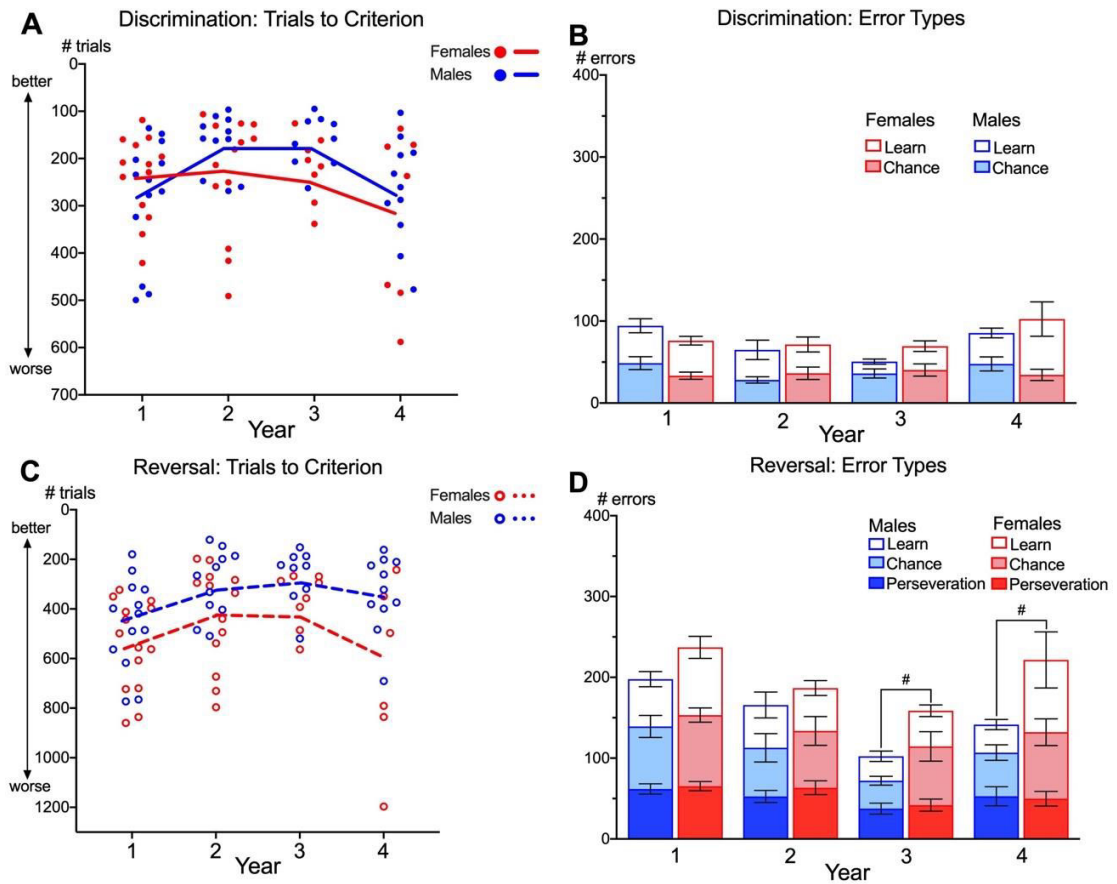 A
Discrimination: Trials to Criterion
# trials
Females
Males
better
worse
0
100
200
300
400
500
600
700
1
2
3
4
Year
B
Discrimination: Error Types
# errors
400
300
200
100
0
Females
Learn
Chance
Males
Learn
Chance
1
2
3
4
Year
C
Reversal: Trials to Criterion
# trials
Females
Males
better
worse
0
200
400
600
800
1000
1200
1
2
3
4
Year
D
Reversal: Error Types
# errors
400
300
200
100
0
Males
Learn
Chance
Perseveration
Females
Learn
Chance
Perseveration
#
#
1
2
3
4
Year